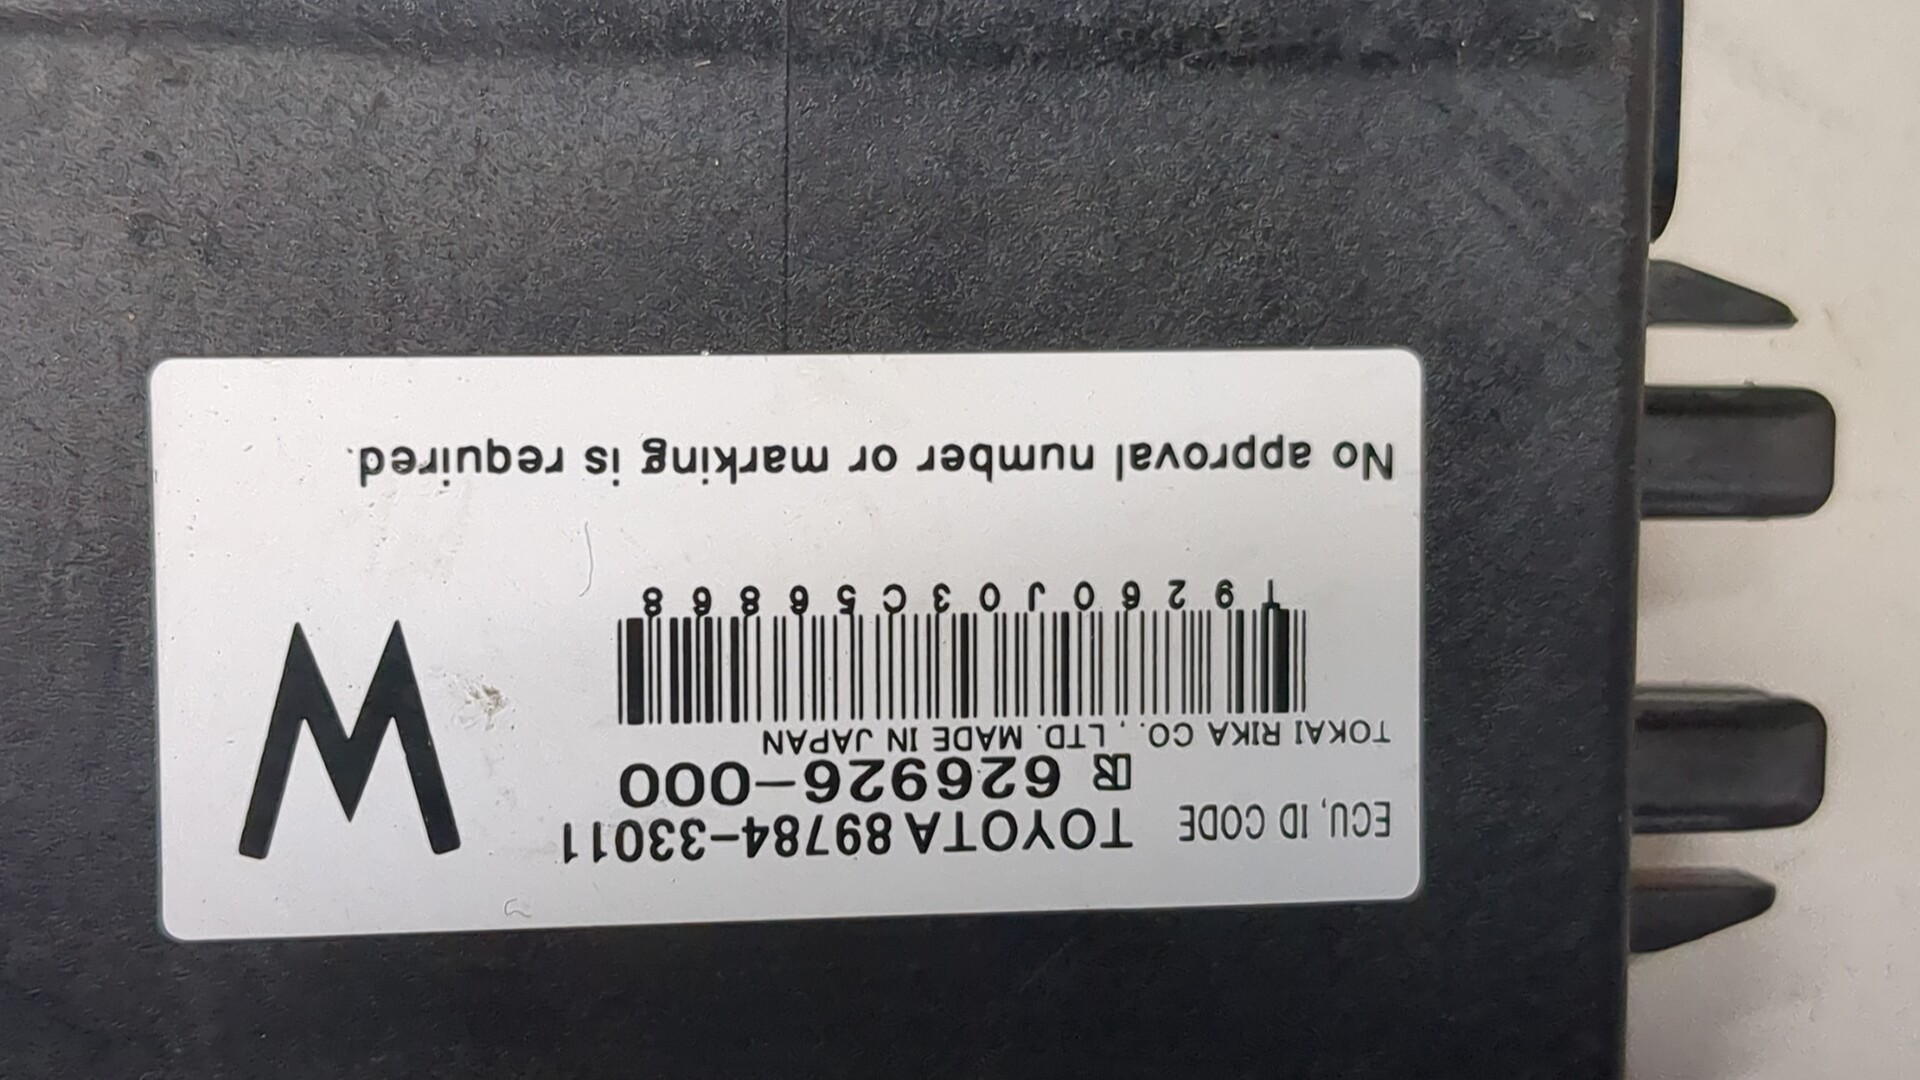 ECU, ID CODE TOYOTA 89784-33011
626926-000
TOKAI RIKA CO., LTD. MADE IN JAPAN
T9260J03C56868
W
No approval number or marking is required.